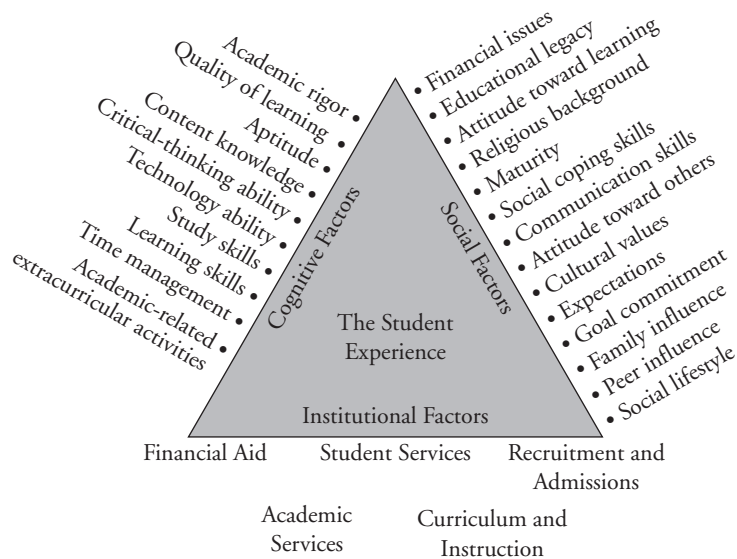 Academic rigor •
Quality of learning •
Aptitude •
Content knowledge •
Critical-thinking ability •
Technology ability •
Study skills •
Learning skills •
Time management •
Academic-related •
extracurricular activities
Cognitive Factors
• Financial issues
• Educational legacy
• Attitude toward learning
• Religious background
• Maturity
• Social coping skills
• Communication skills
• Attitude toward others
• Cultural values
• Expectations
• Goal commitment
• Family influence
• Peer influence
• Social lifestyle
Social Factors
The Student
Experience
Institutional Factors
Financial Aid
Student Services
Recruitment and
Admissions
Academic
Services
Curriculum and
Instruction